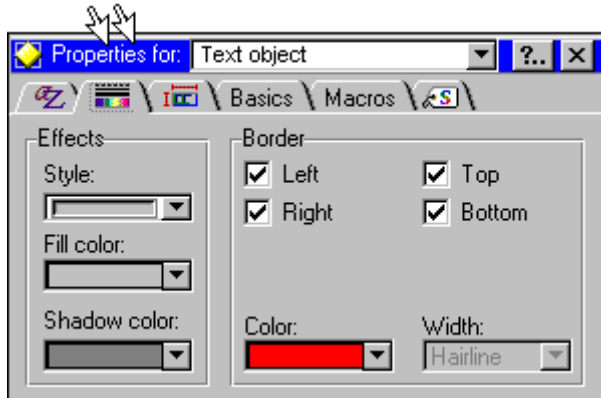 Properties for: Text object ?..
aZ Basics Macros S
Effects Border
Style: Left Top
Right Bottom
Fill color:
Shadow color: Color: Width:
Hairline